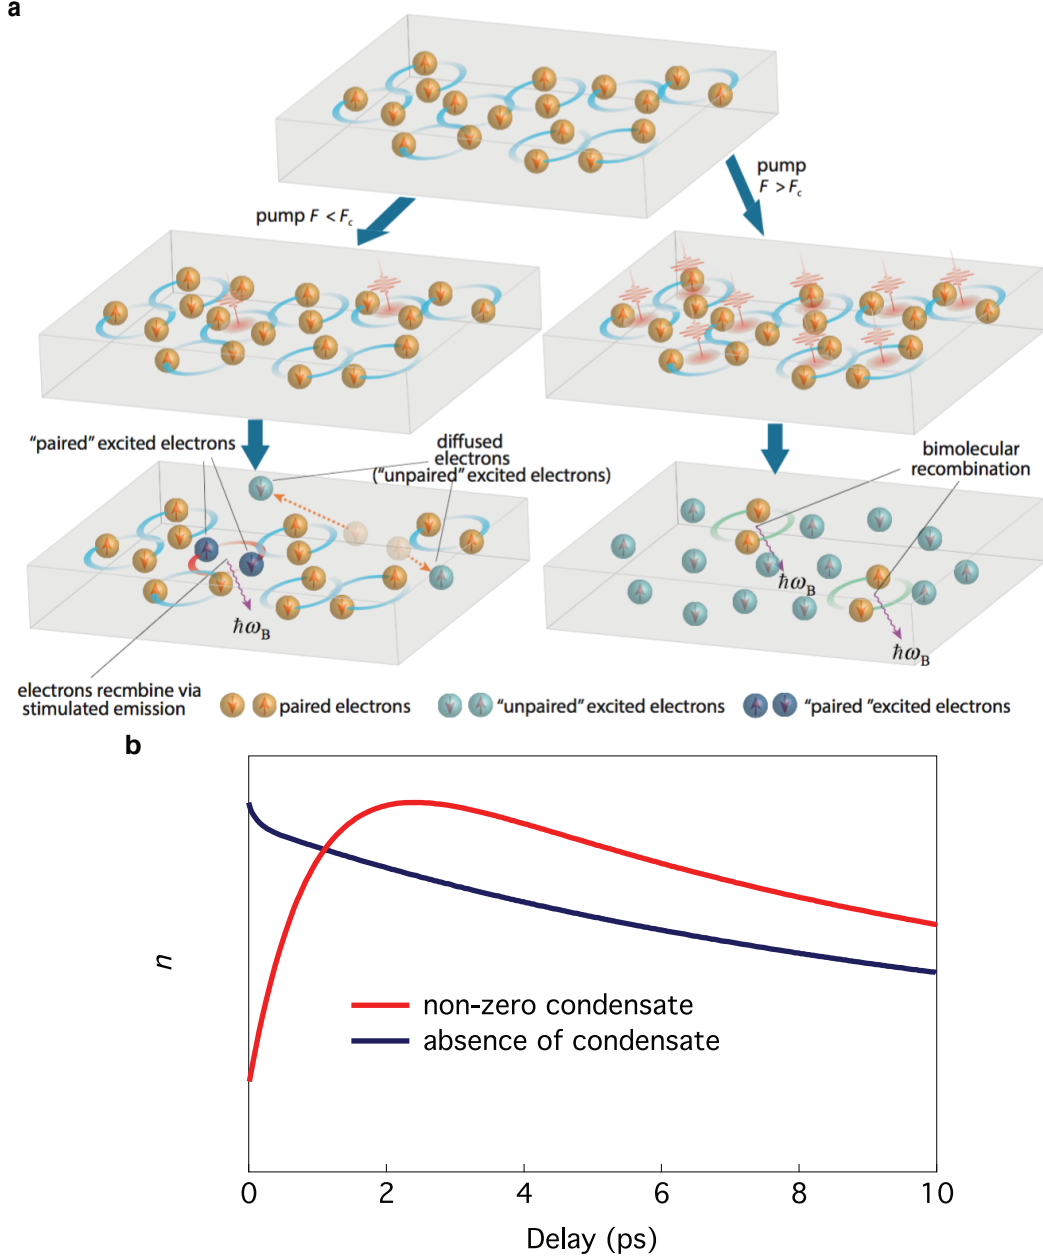 a
pump
F > Fc
pump F < Fc
“paired” excited electrons
diffused
electrons
(“unpaired” excited electrons)
bimolecular
recombination
ħωB
ħωB
ħωB
electrons recmbine via
stimulated emission
paired electrons
“unpaired” excited electrons
“paired ”excited electrons
b
n
non-zero condensate
absence of condensate
0 2 4 6 8 10
Delay (ps)